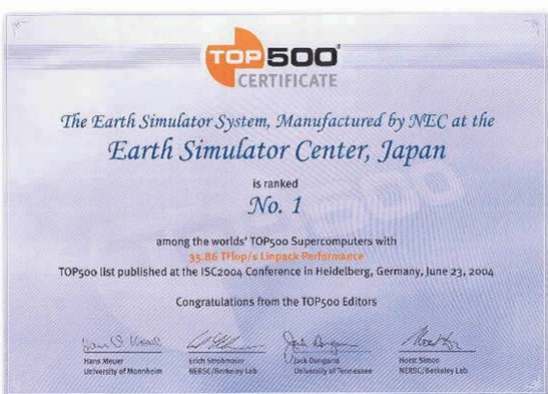 TOP500
CERTIFICATE
The Earth Simulator System, Manufactured by NEC at the
Earth Simulator Center, Japan
is ranked
No. 1
among the worlds' TOP500 Supercomputers with
35.86 TFlop/s Linpack Performance
TOP500 list published at the ISC2004 Conference in Heidelberg, Germany, June 23, 2004
Congratulations from the TOP500 Editors
Hans Meuer
University of Mannheim
Erich Strohmaier
NERSC/Berkeley Lab
Jack Dongarra
University of Tennessee
Horst Simon
NERSC/Berkeley Lab